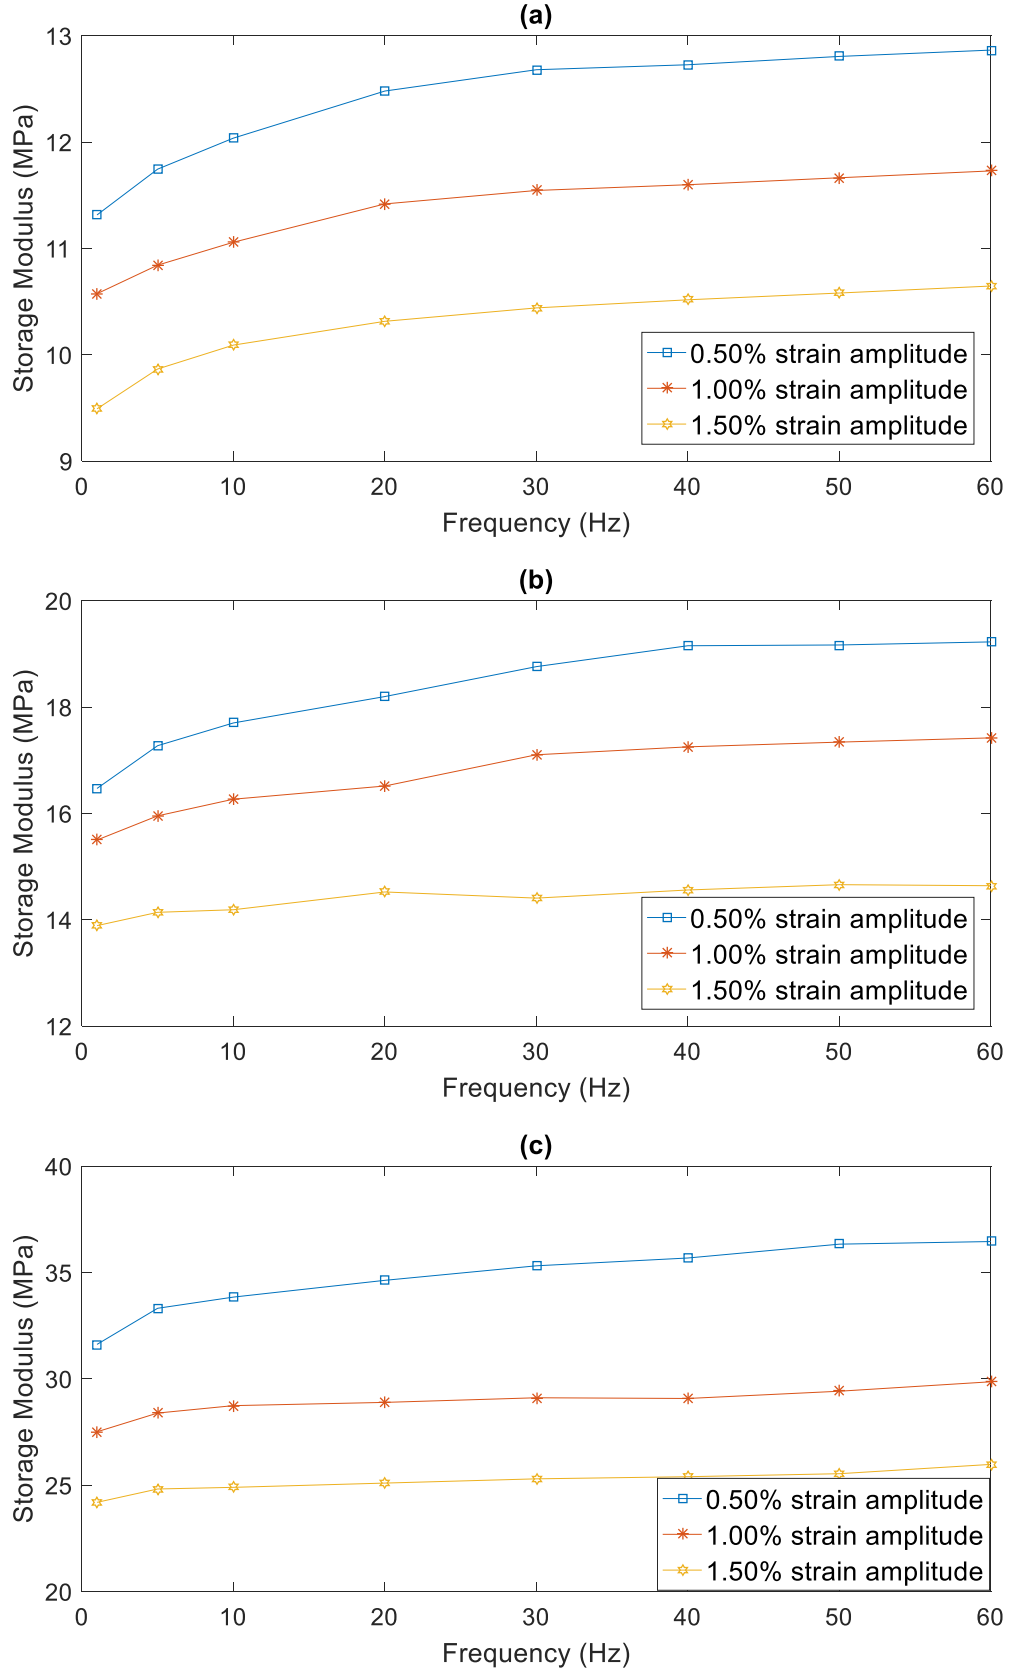 (a)
13
12
11
10
9
Storage Modulus (MPa)
0.50% strain amplitude
1.00% strain amplitude
1.50% strain amplitude
0 10 20 30 40 50 60
Frequency (Hz)
(b)
20
18
16
14
12
Storage Modulus (MPa)
0.50% strain amplitude
1.00% strain amplitude
1.50% strain amplitude
0 10 20 30 40 50 60
Frequency (Hz)
(c)
40
35
30
25
20
Storage Modulus (MPa)
0.50% strain amplitude
1.00% strain amplitude
1.50% strain amplitude
0 10 20 30 40 50 60
Frequency (Hz)